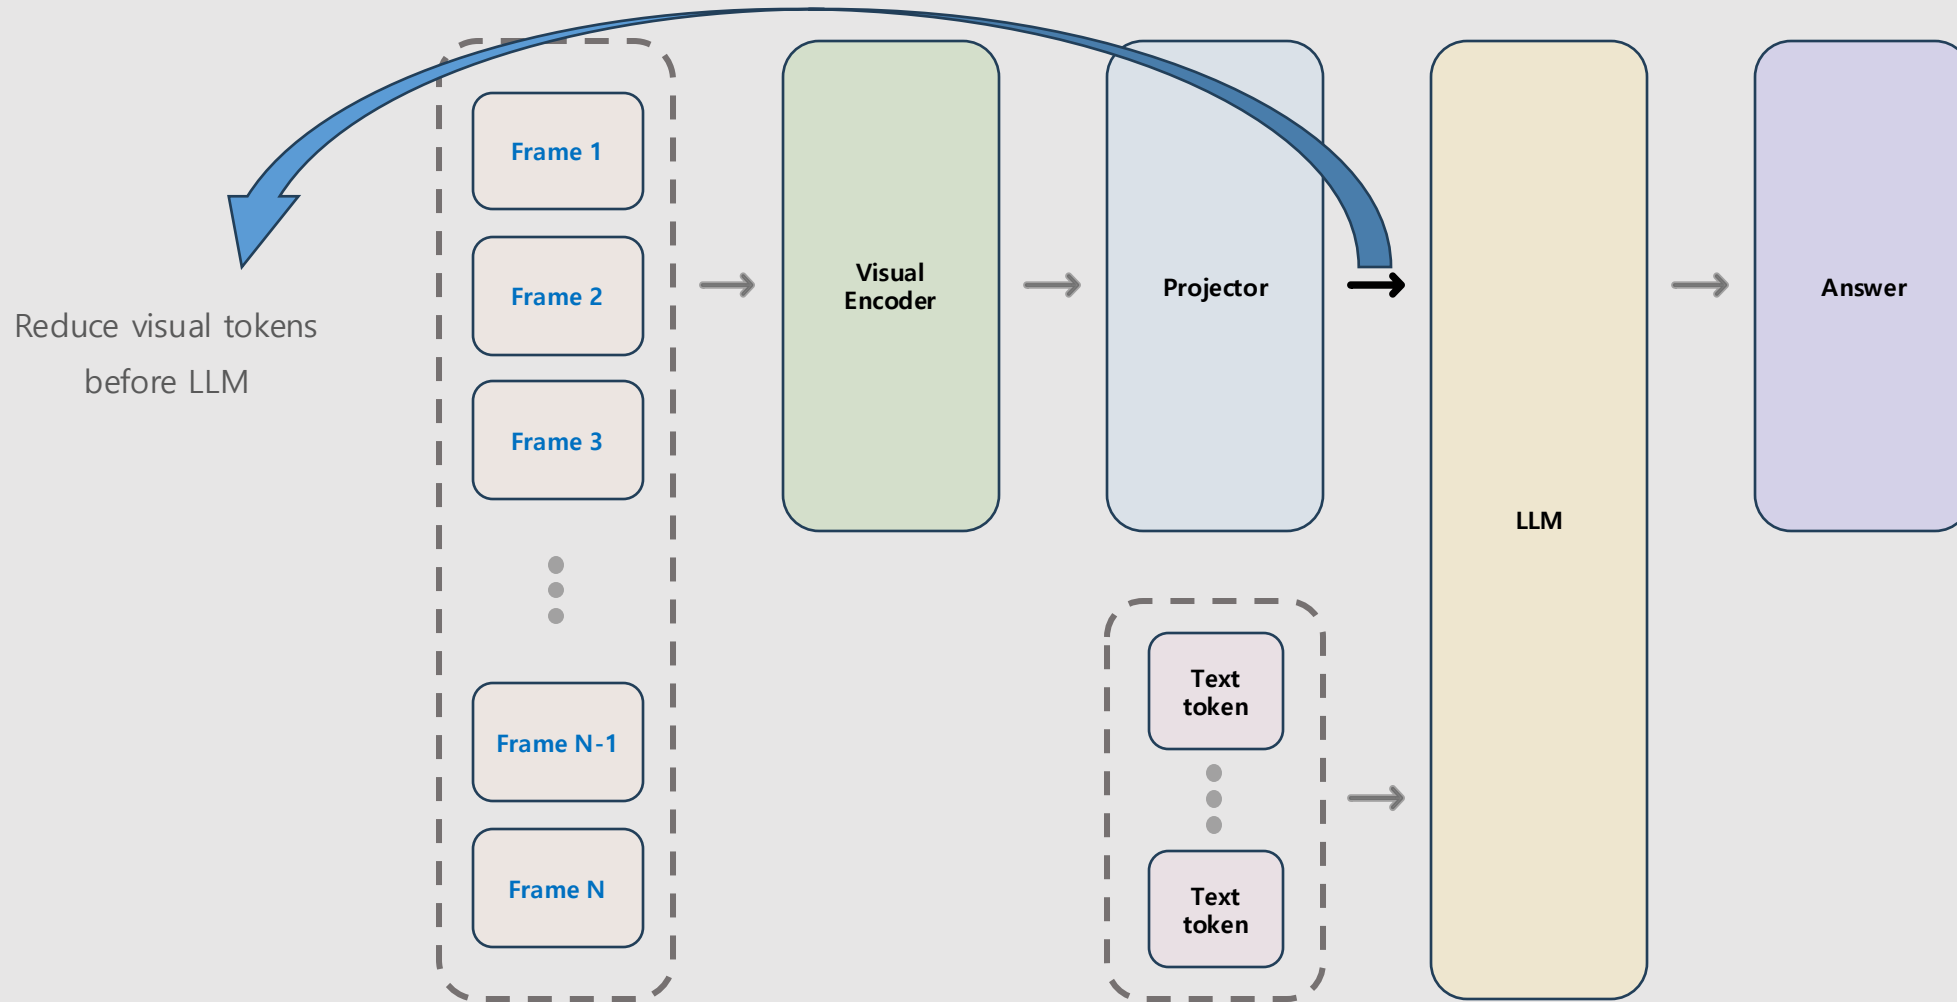 Reduce visual tokens
before LLM
Frame 1
Frame 2
Frame 3
Frame N-1
Frame N
Visual
Encoder
Projector
Text
token
Text
token
LLM
Answer